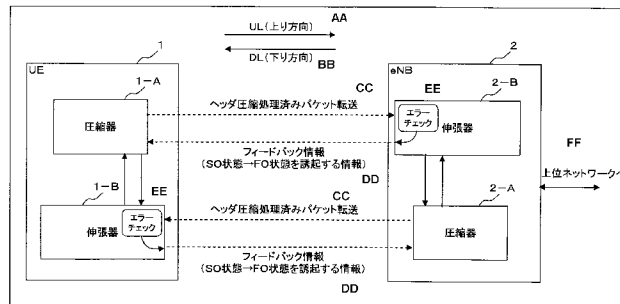 UL(上り方向)
AA
DL(下り方向)
BB
1
UE
1-A
圧縮器
CC
ヘッダ圧縮処理済みパケット転送
2
eNB
2-B
EE
エラー
チェック
伸張器
フィードバック情報
(SO状態→FO状態を誘起する情報)
DD
FF
上位ネットワークへ
1-B
EE
エラー
チェック
伸張器
CC
ヘッダ圧縮処理済みパケット転送
2-A
圧縮器
フィードバック情報
(SO状態→FO状態を誘起する情報)
DD